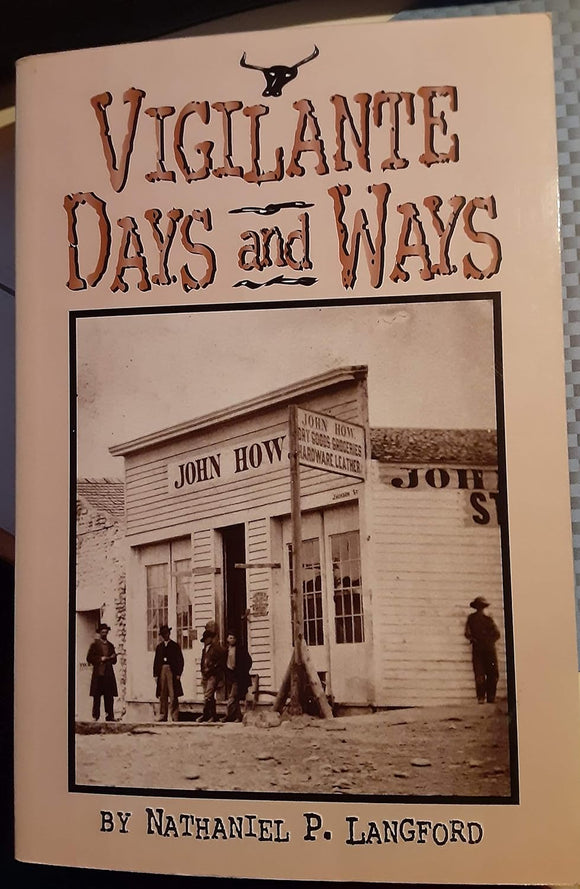 VIGILANTE
DAYS and WAYS
JOHN HOW
JOHN HOW
DRY GOODS GROCERIES
HARDWARE LEATHER
JACKSON ST
JOH
ST
BY NATHANIEL P. LANGFORD